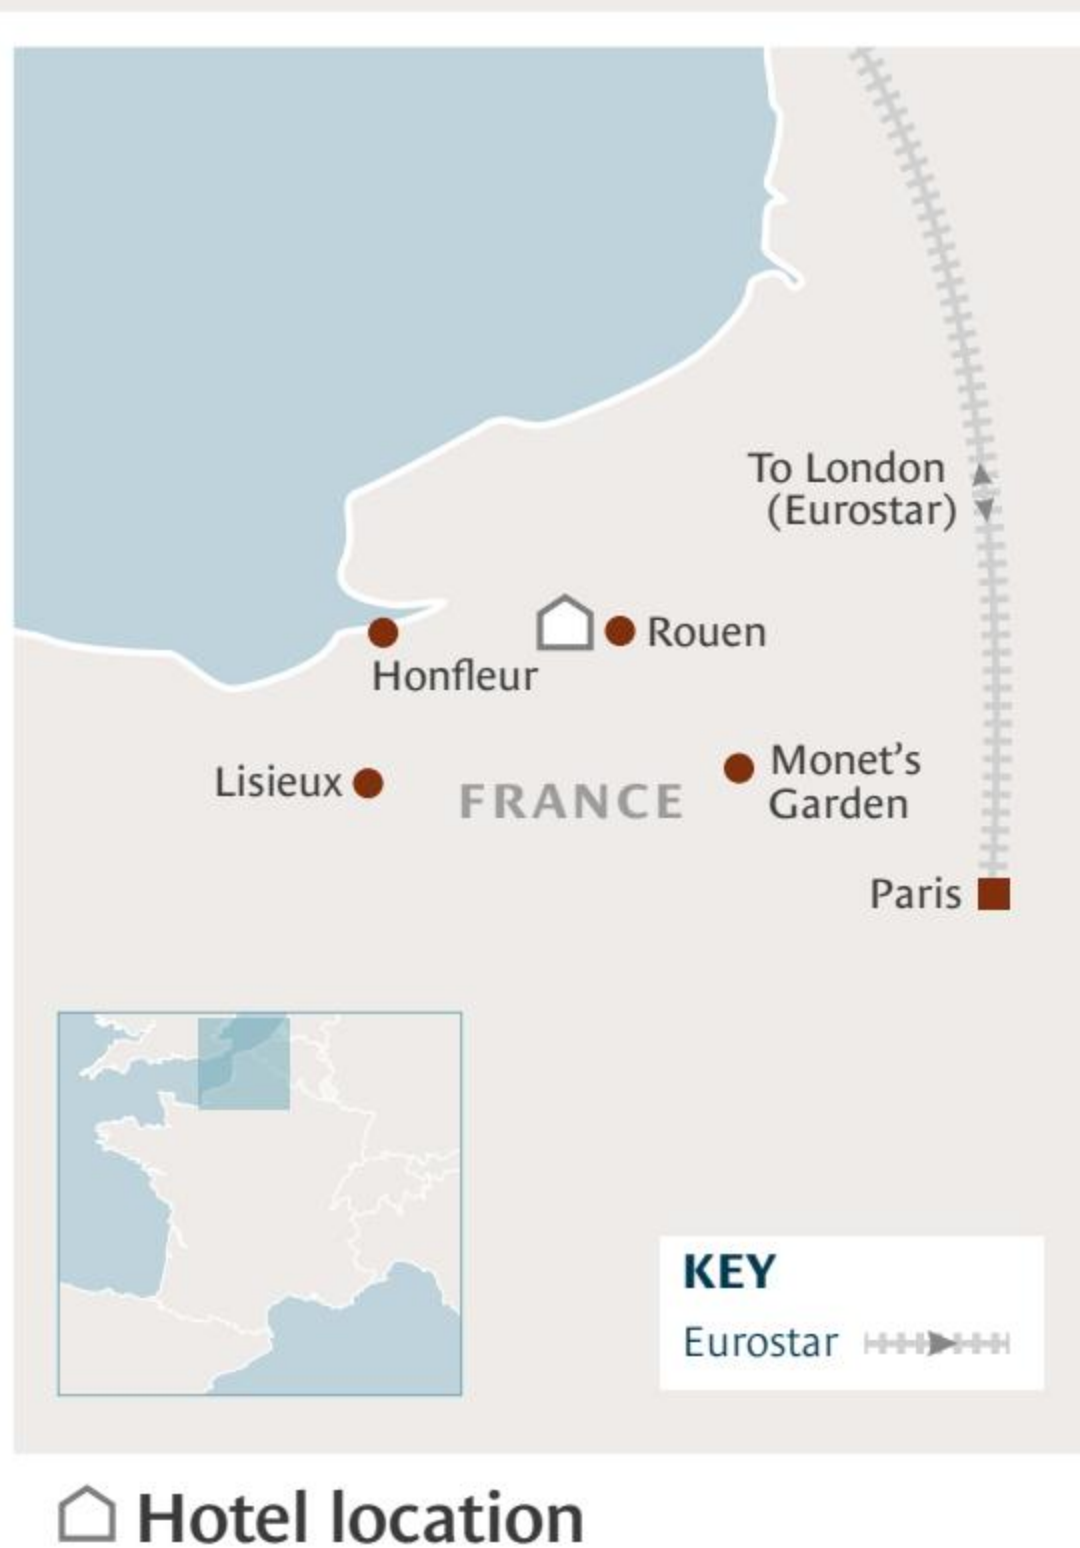 To London
(Eurostar)
Rouen
Honfleur
Monet’s
Garden
Lisieux
FRANCE
Paris
KEY
Eurostar
Hotel location